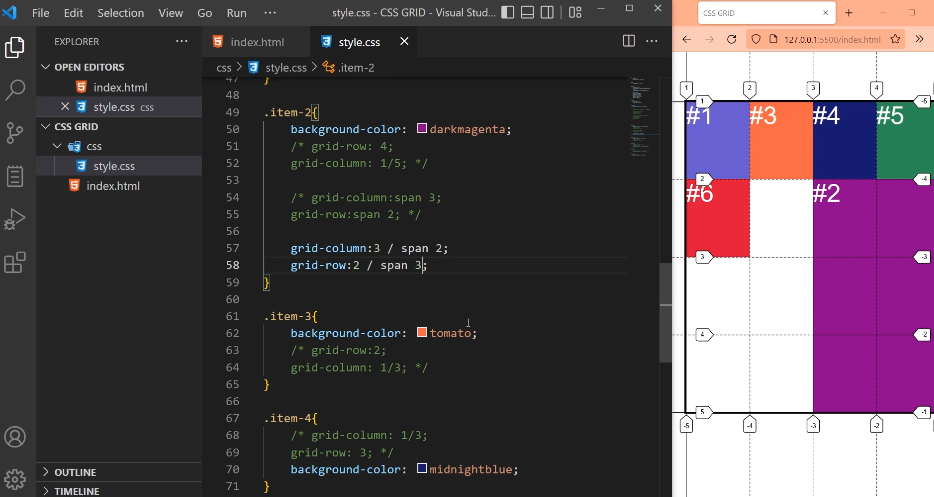 File Edit Selection View Go Run ··· style.css - CSS GRID - Visual Stud...
CSS GRID
127.0.0.1:5500/index.html
EXPLORER
OPEN EDITORS
index.html
style.css css
CSS GRID
css
style.css
index.html
OUTLINE
TIMELINE
index.html style.css
css > style.css > .item-2
47 }
48
49 .item-2{
50 background-color: darkmagenta;
51 /* grid-row: 4;
52 grid-column: 1/5; */
53
54 /* grid-column:span 3;
55 grid-row:span 2; */
56
57 grid-column:3 / span 2;
58 grid-row:2 / span 3;
59 }
60
61 .item-3{
62 background-color: tomato;
63 /* grid-row:2;
64 grid-column: 1/3; */
65 }
66
67 .item-4{
68 /* grid-column: 1/3;
69 grid-row: 3; */
70 background-color: midnightblue;
71 }
1 2 3 4
1 -5
#1 #3 #4 #5
2 -4
#6 #2
3 -3
4 -2
5 -1
-5 -4 -3 -2